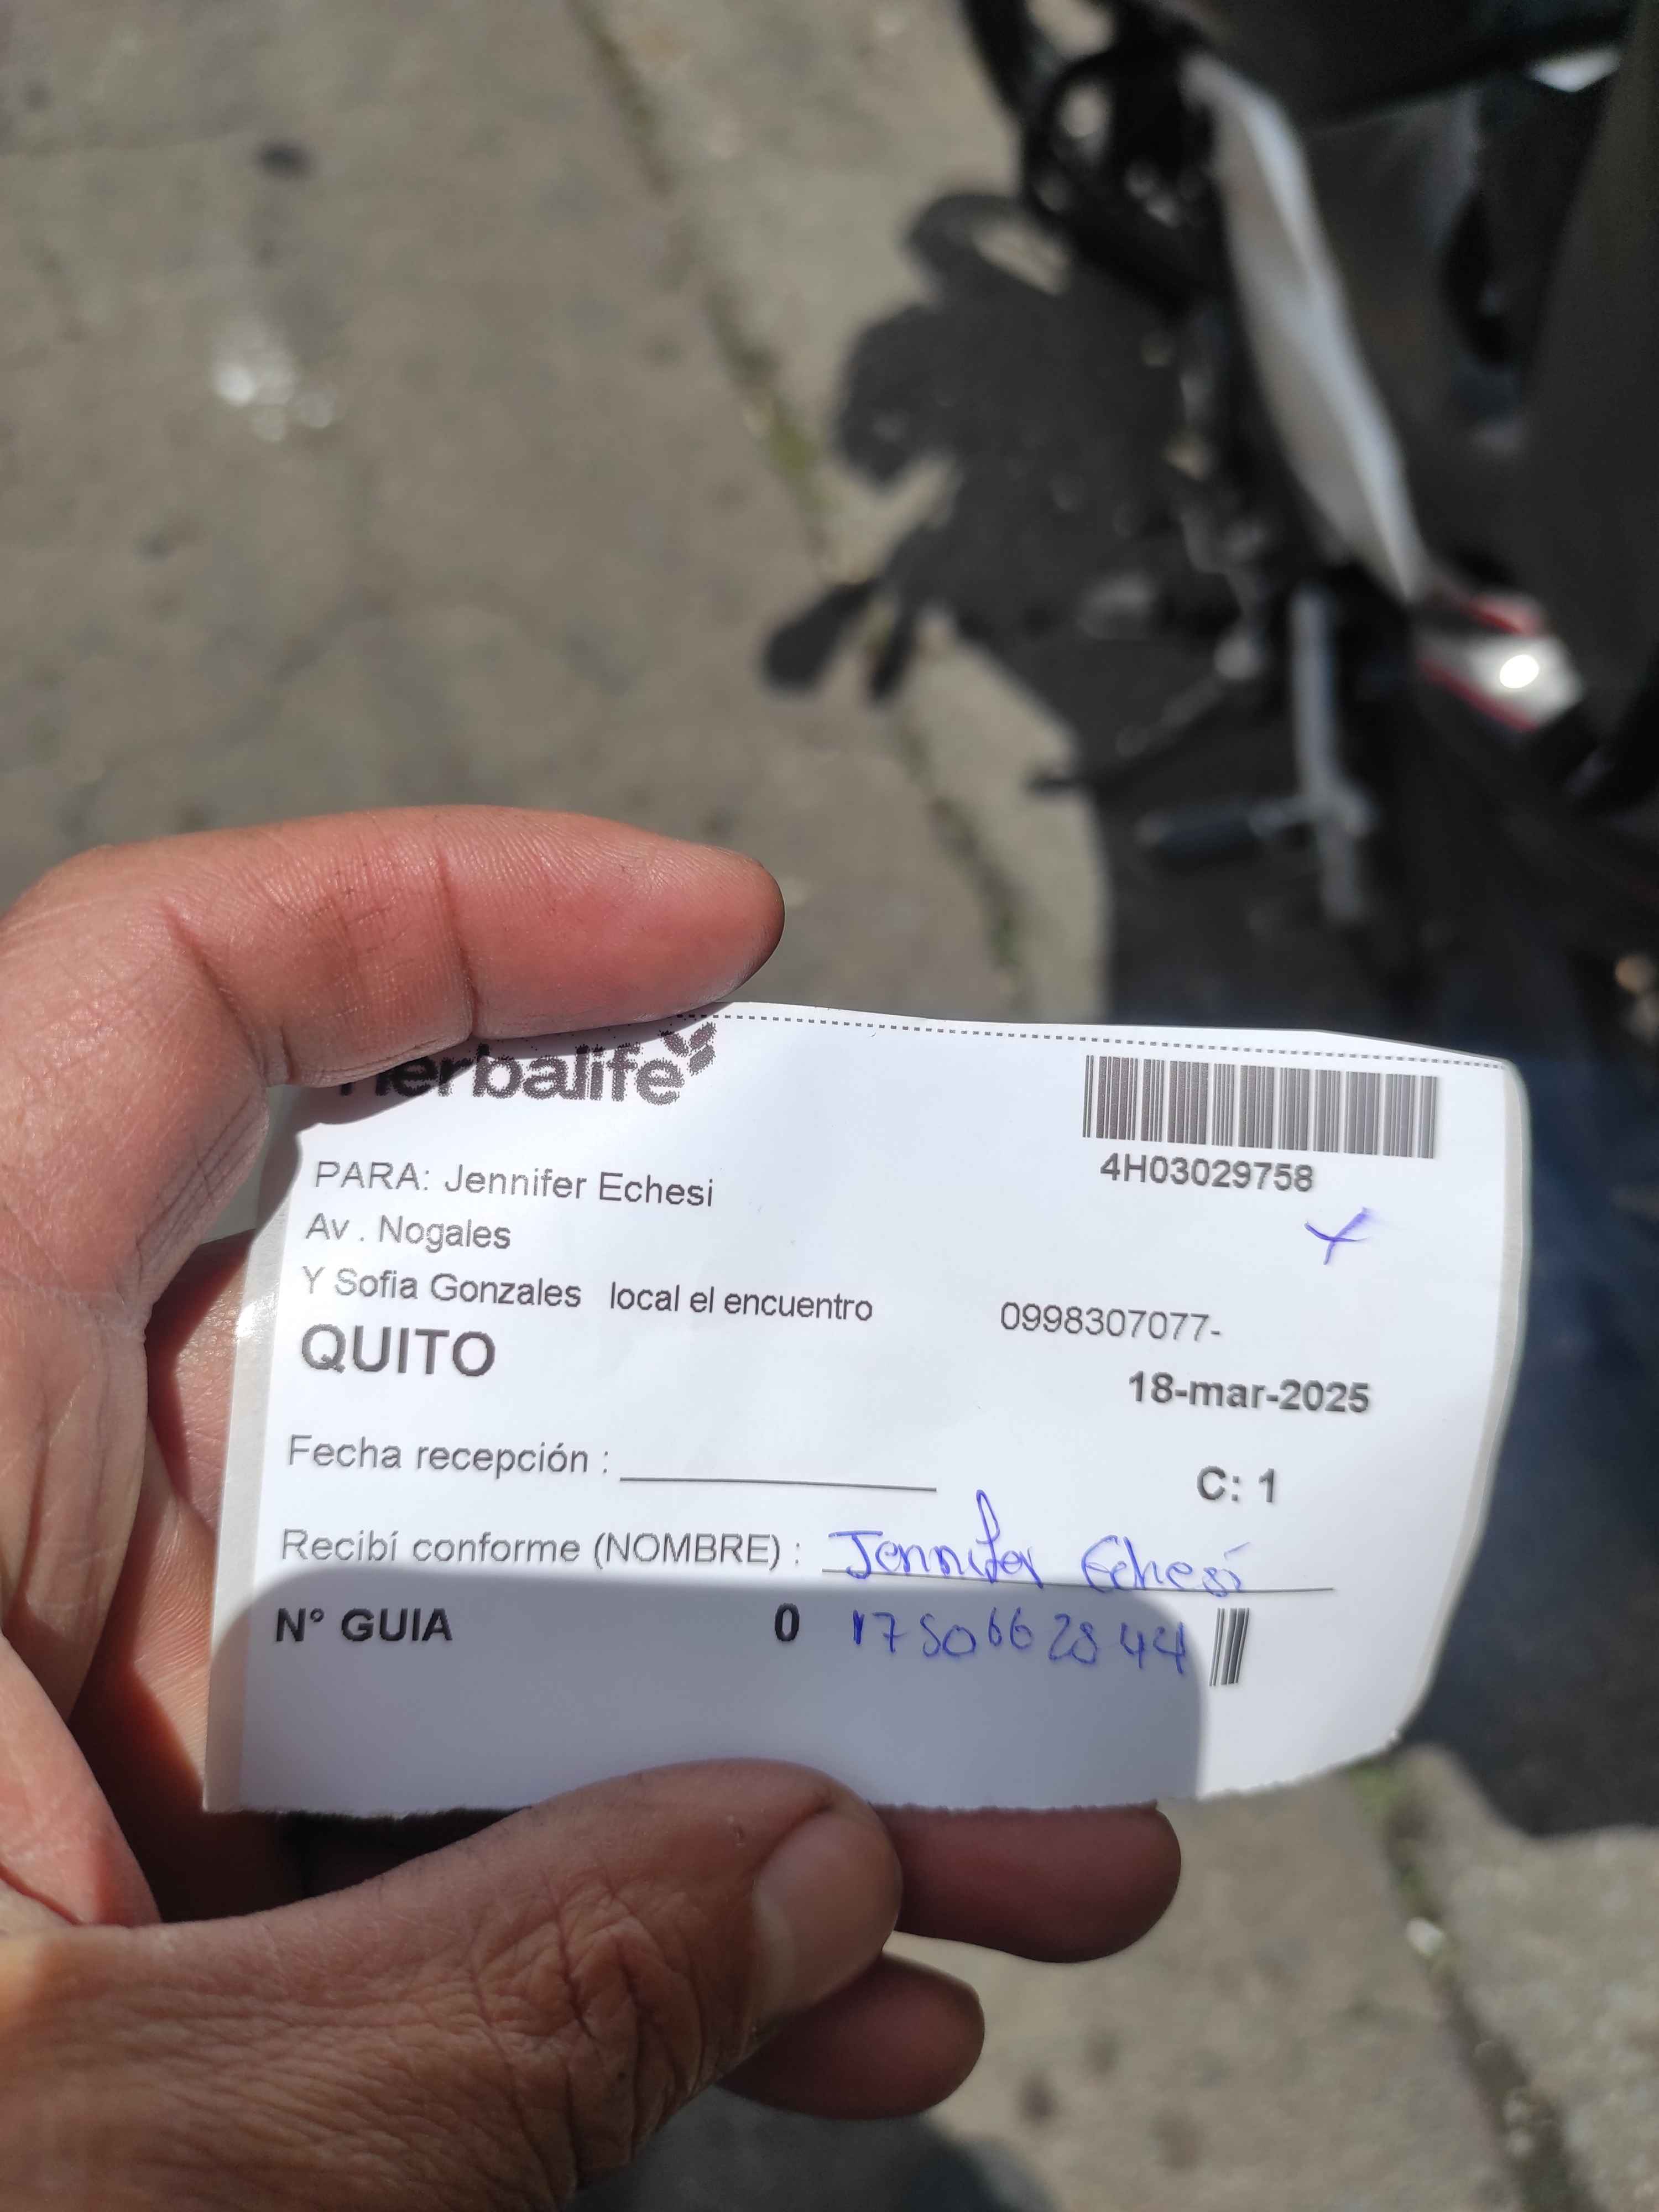 Herbalife
4H03029758
PARA: Jennifer Echesi
Av . Nogales
Y Sofia Gonzales local el encuentro 0998307077-
QUITO
18-mar-2025
Fecha recepción :
C: 1
Recibí conforme (NOMBRE) : Jennifer Echesi
N° GUIA 0 1750662844